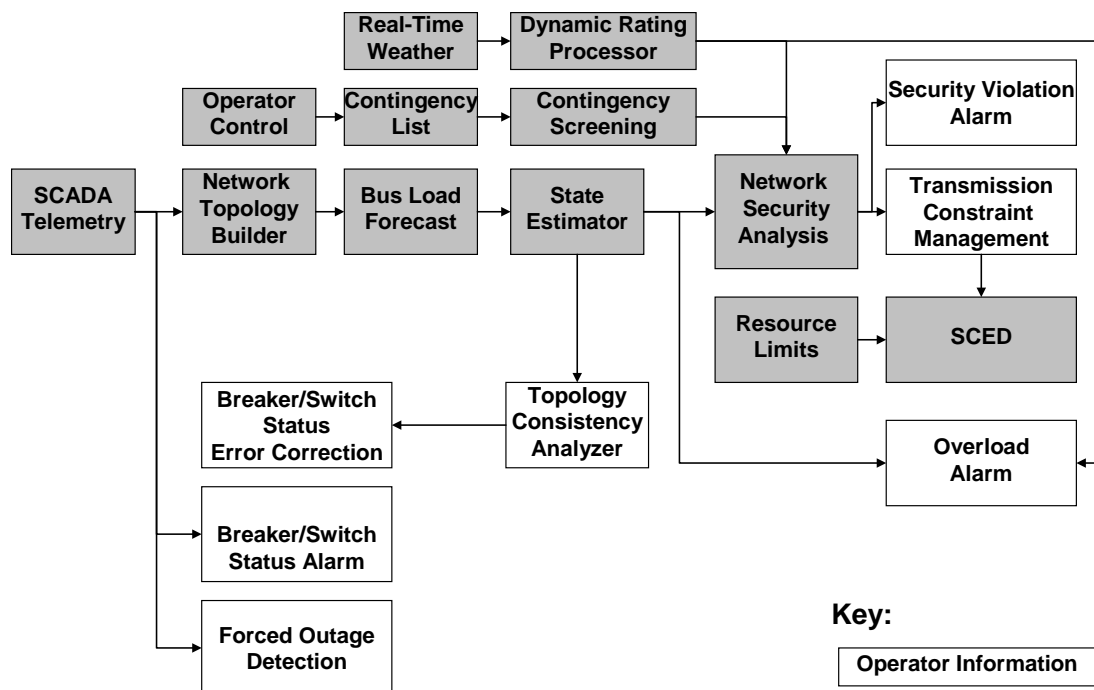 Real-Time
Weather
Dynamic Rating
Processor
Operator
Control
Contingency
List
Contingency
Screening
Security Violation
Alarm
SCADA
Telemetry
Network
Topology
Builder
Bus Load
Forecast
State
Estimator
Network
Security
Analysis
Transmission
Constraint
Management
Resource
Limits
SCED
Breaker/Switch
Status
Error Correction
Topology
Consistency
Analyzer
Overload
Alarm
Breaker/Switch
Status Alarm
Forced Outage
Detection
Key:
Operator Information